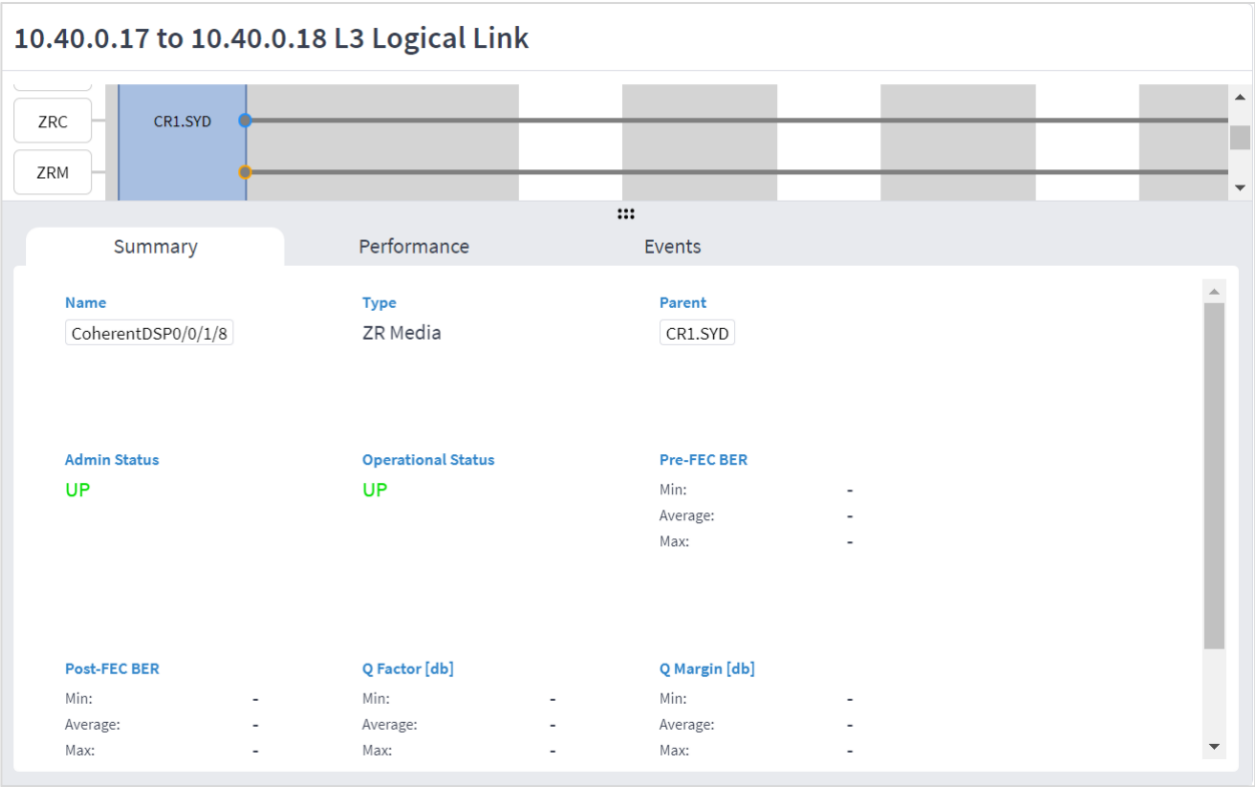 10.40.0.17 to 10.40.0.18 L3 Logical Link
ZRC CR1.SYD
ZRM
Summary Performance Events
Name Type Parent
CoherentDSP0/0/1/8 ZR Media CR1.SYD
Admin Status Operational Status Pre-FEC BER
UP UP Min: -
Average: -
Max: -
Post-FEC BER Q Factor [db] Q Margin [db]
Min: - Min: - Min: -
Average: - Average: - Average: -
Max: - Max: - Max: -